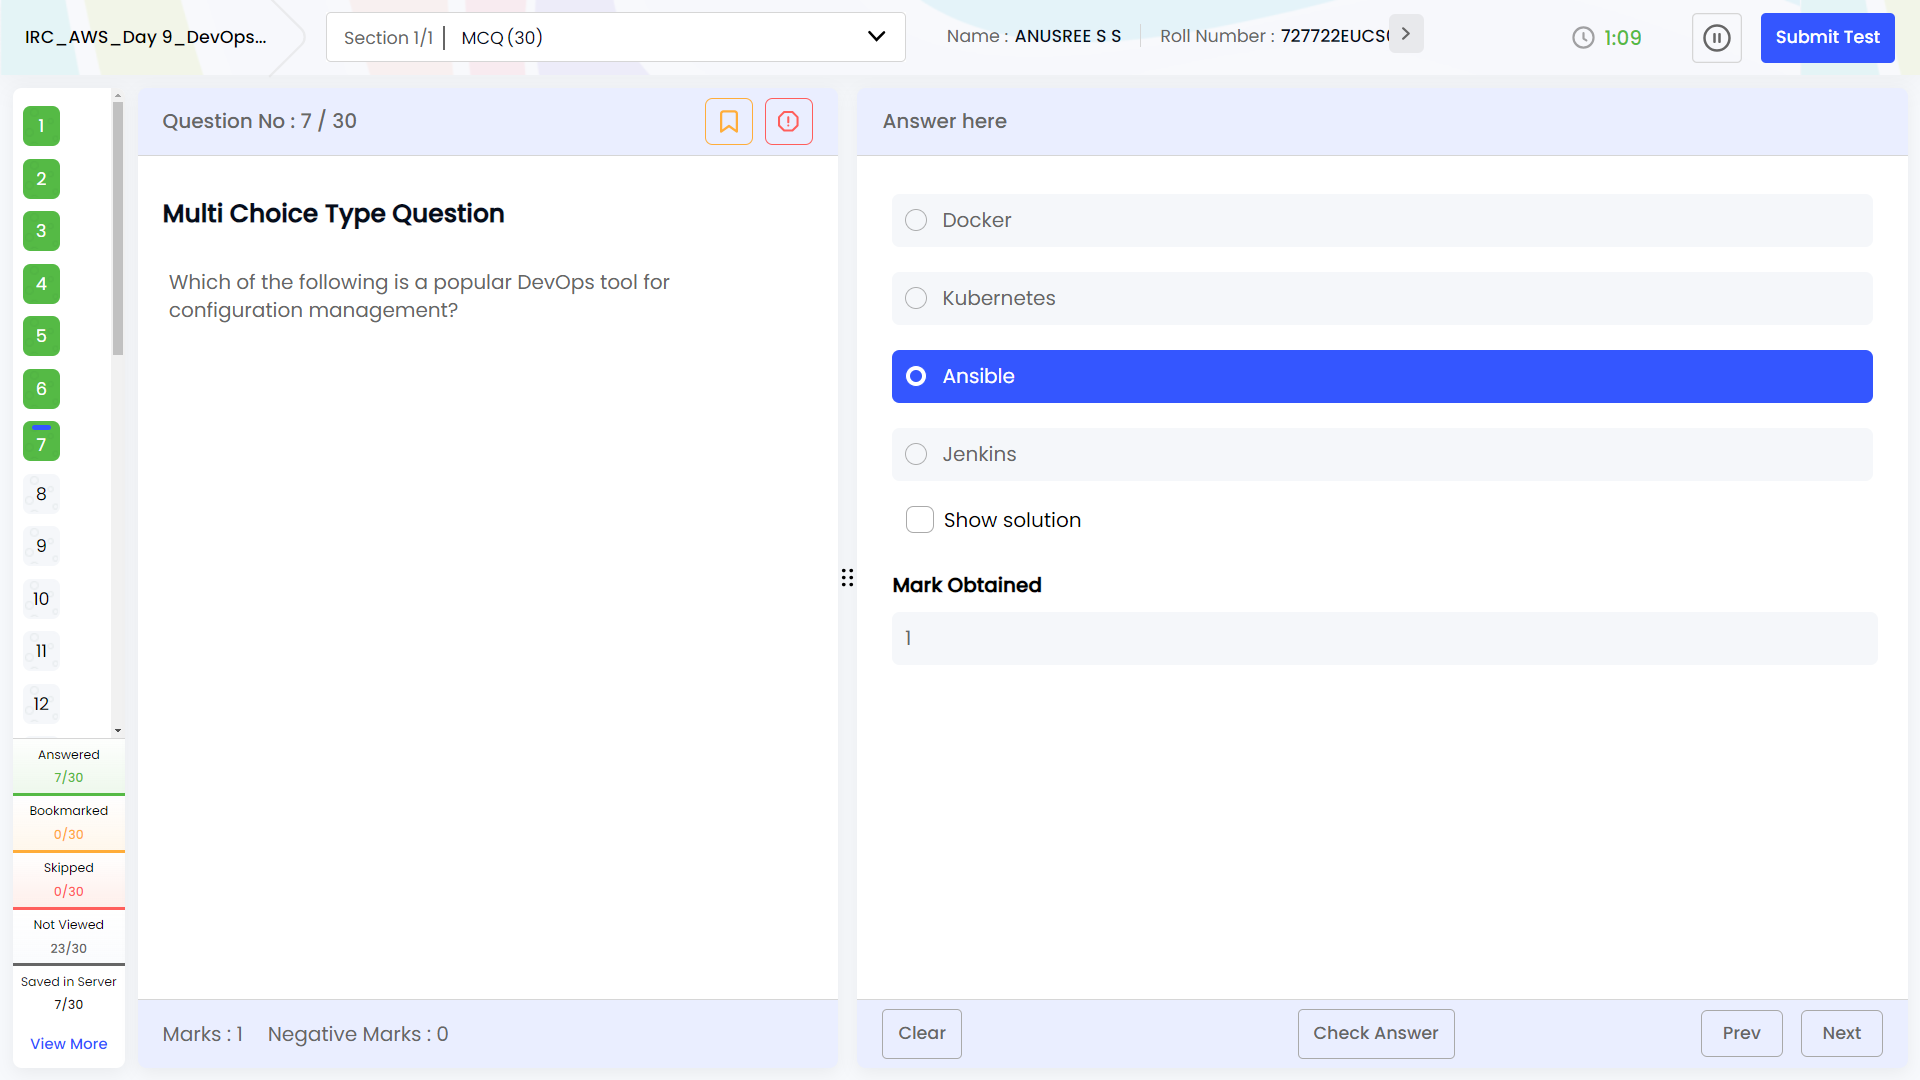 IRC_AWS_Day 9_DevOps...
Section 1/1 | MCQ (30)
Name : ANUSREE S S
Roll Number : 727722EUCS
1:09
Submit Test
1
2
3
4
5
6
7
8
9
10
11
12
Answered
7/30
Bookmarked
0/30
Skipped
0/30
Not Viewed
23/30
Saved in Server
7/30
View More
Question No : 7 / 30
Multi Choice Type Question
Which of the following is a popular DevOps tool for
configuration management?
Marks : 1 Negative Marks : 0
Answer here
Docker
Kubernetes
Ansible
Jenkins
Show solution
Mark Obtained
1
Clear
Check Answer
Prev
Next